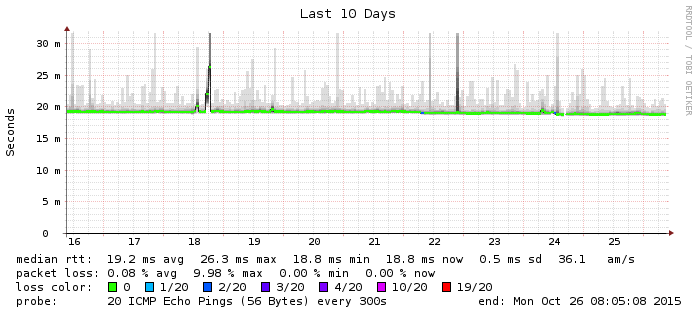 Last 10 Days
RRDTOOL / TOBI OETIKER
Seconds
30 m
25 m
20 m
15 m
10 m
5 m
0
16 17 18 19 20 21 22 23 24 25
median rtt: 19.2 ms avg 26.3 ms max 18.8 ms min 18.8 ms now 0.5 ms sd 36.1 am/s
packet loss: 0.08 % avg 9.98 % max 0.00 % min 0.00 % now
loss color: 0 1/20 2/20 3/20 4/20 10/20 19/20
probe: 20 ICMP Echo Pings (56 Bytes) every 300s end: Mon Oct 26 08:05:08 2015